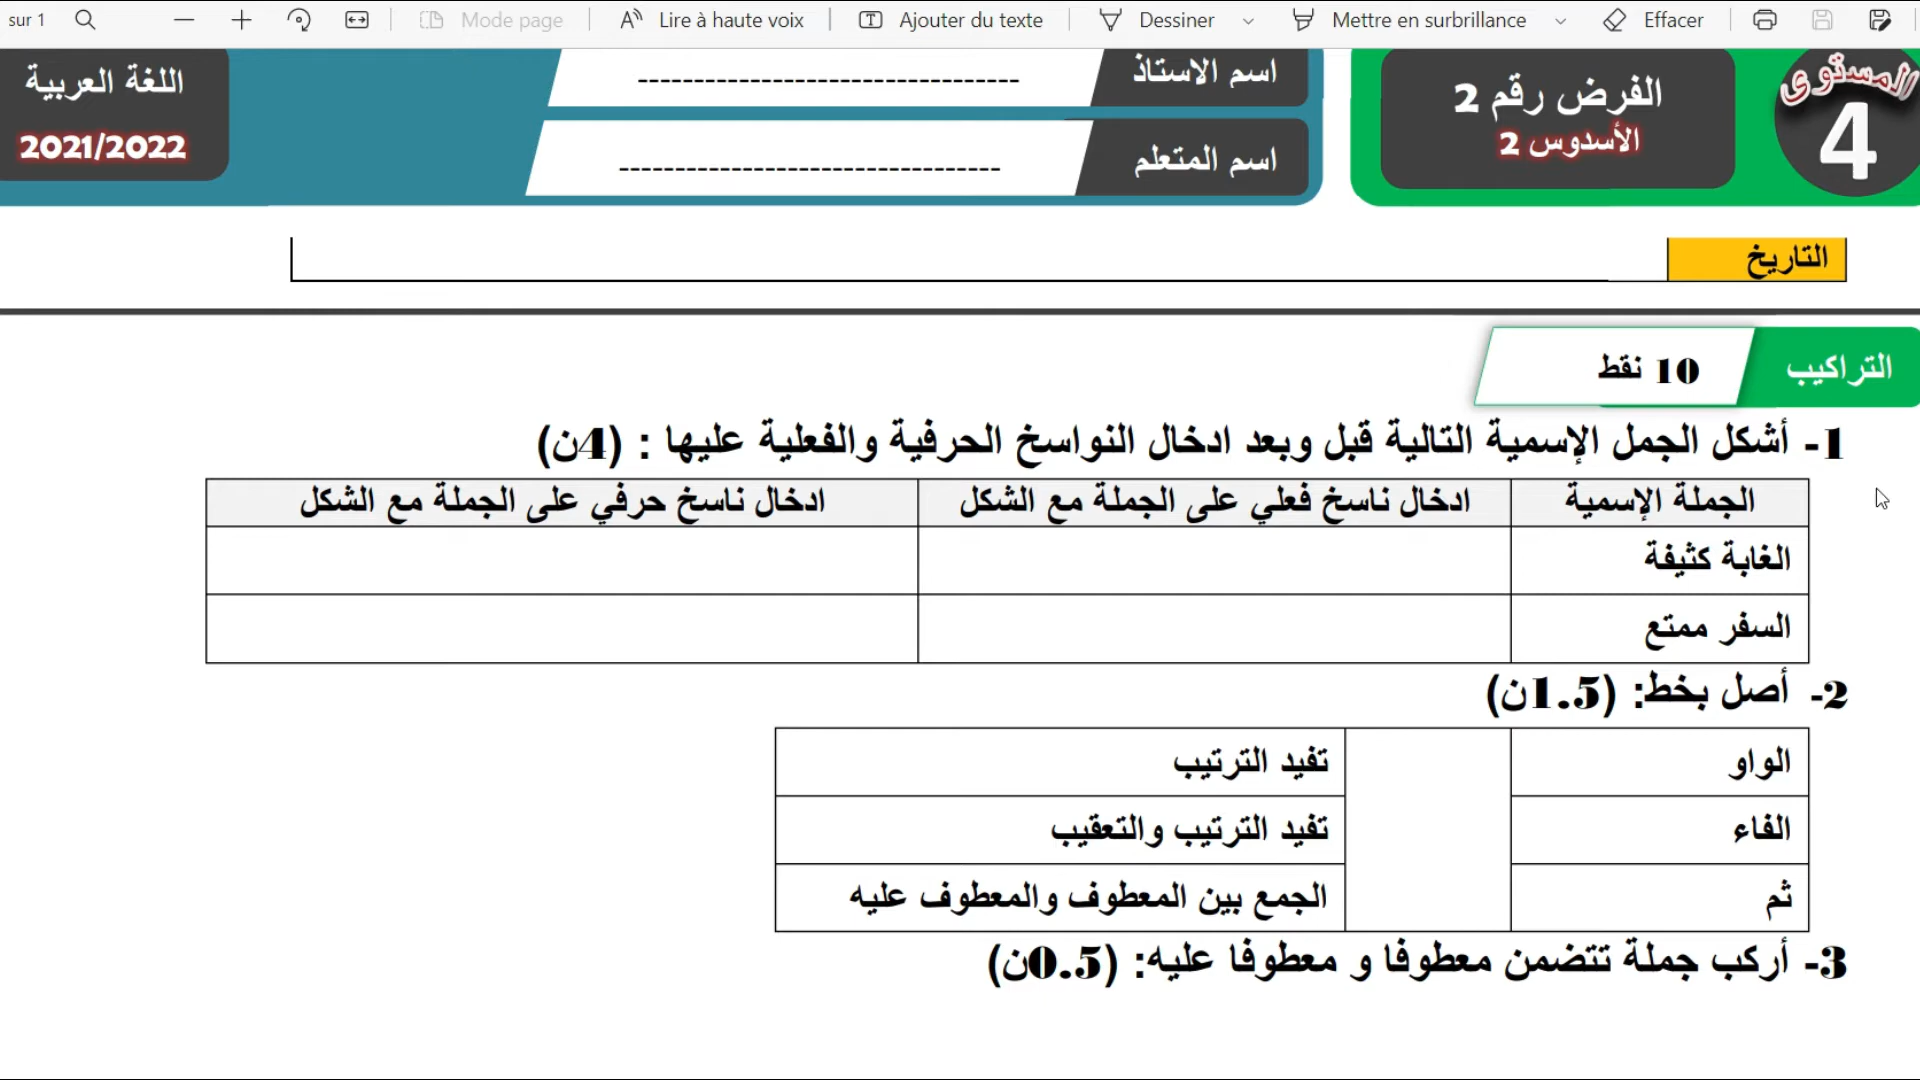 sur 1 Mode page Lire à haute voix Ajouter du texte Dessiner Mettre en surbrillance Effacer
المستوى
4
الفرض رقم 2
الأسدوس 2
اسم الاستاذ ----------------------------------
اسم المتعلم ----------------------------------
اللغة العربية
2021/2022
التاريخ
التراكيب
10 نقط
1- أشكل الجمل الإسمية التالية قبل وبعد ادخال النواسخ الحرفية والفعلية عليها : (4ن)
الجملة الإسمية ادخال ناسخ فعلي على الجملة مع الشكل ادخال ناسخ حرفي على الجملة مع الشكل
الغابة كثيفة
السفر ممتع
2- أصل بخط: (1.5ن)
الواو تفيد الترتيب
الفاء تفيد الترتيب والتعقيب
ثم الجمع بين المعطوف والمعطوف عليه
3- أركب جملة تتضمن معطوفا و معطوفا عليه: (0.5ن)